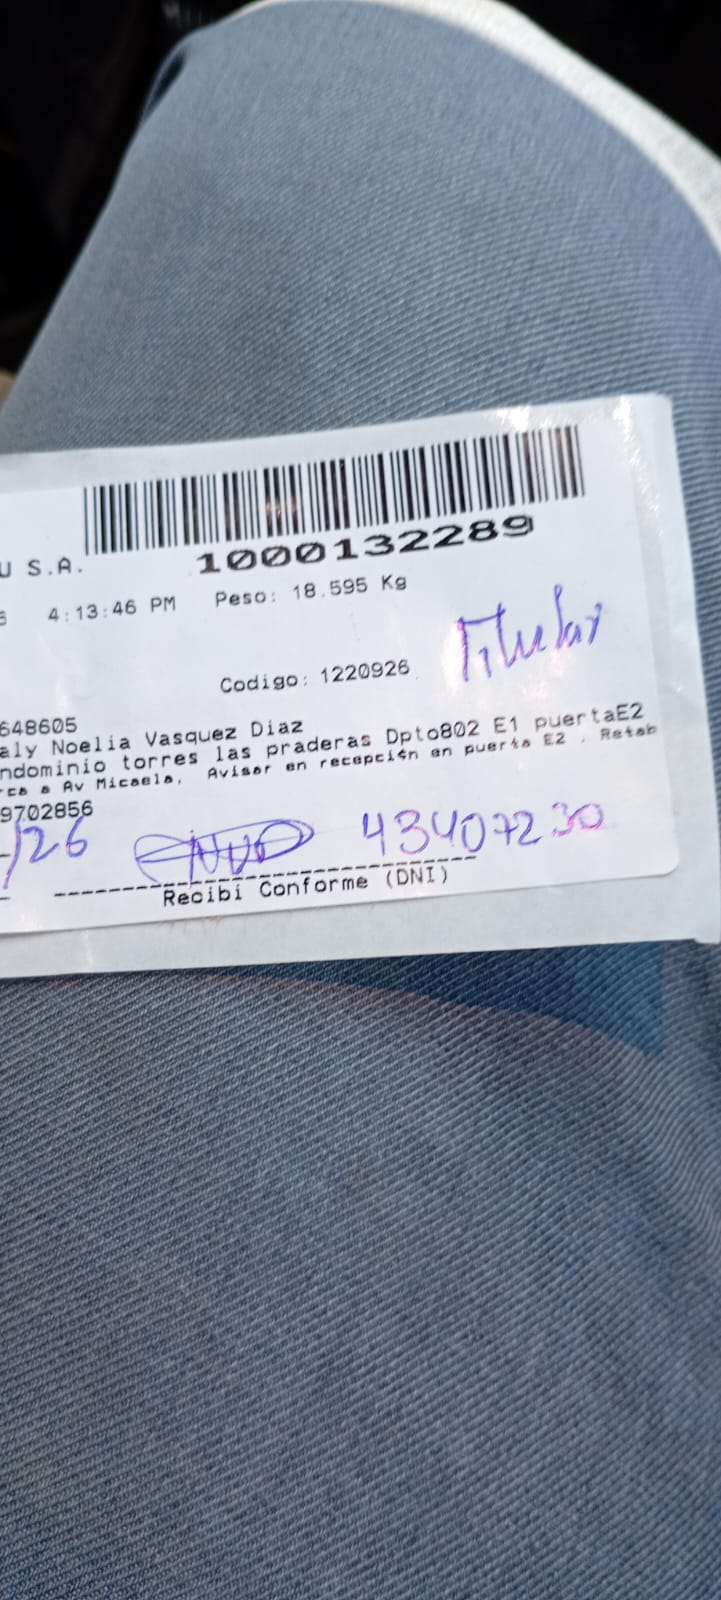 1000132289
U S.A.
4:13:46 PM Peso: 18.595 Kg
Titular
Codigo: 1220926
648605
aly Noelia Vasquez Diaz
ndominio torres las praderas Dpto802 E1 puertaE2
rca a Av Micaela, Avisar en recepción en puerta E2 . Retab
9702856
/26 43407230
Recibi Conforme (DNI)